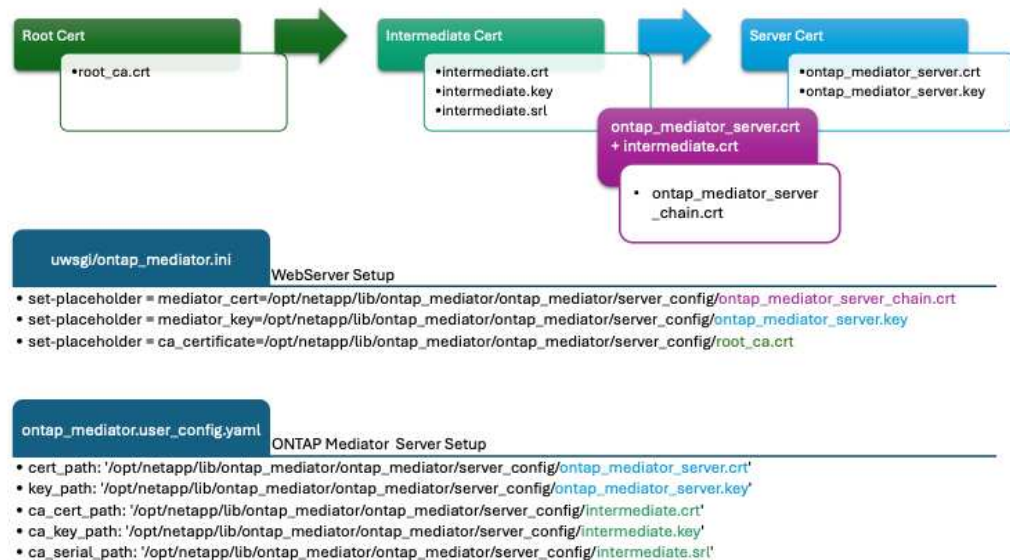 Root Cert
•root_ca.crt
Intermediate Cert
•intermediate.crt
•intermediate.key
•intermediate.srl
Server Cert
•ontap_mediator_server.crt
•ontap_mediator_server.key
ontap_mediator_server.crt
+ intermediate.crt
• ontap_mediator_server
_chain.crt
uwsgi/ontap_mediator.ini
WebServer Setup
• set-placeholder = mediator_cert=/opt/netapp/lib/ontap_mediator/ontap_mediator/server_config/ontap_mediator_server_chain.crt
• set-placeholder = mediator_key=/opt/netapp/lib/ontap_mediator/ontap_mediator/server_config/ontap_mediator_server.key
• set-placeholder = ca_certificate=/opt/netapp/lib/ontap_mediator/ontap_mediator/server_config/root_ca.crt
ontap_mediator.user_config.yaml
ONTAP Mediator Server Setup
• cert_path: '/opt/netapp/lib/ontap_mediator/ontap_mediator/server_config/ontap_mediator_server.crt'
• key_path: '/opt/netapp/lib/ontap_mediator/ontap_mediator/server_config/ontap_mediator_server.key'
• ca_cert_path: '/opt/netapp/lib/ontap_mediator/ontap_mediator/server_config/intermediate.crt'
• ca_key_path: '/opt/netapp/lib/ontap_mediator/ontap_mediator/server_config/intermediate.key'
• ca_serial_path: '/opt/netapp/lib/ontap_mediator/ontap_mediator/server_config/intermediate.srl'